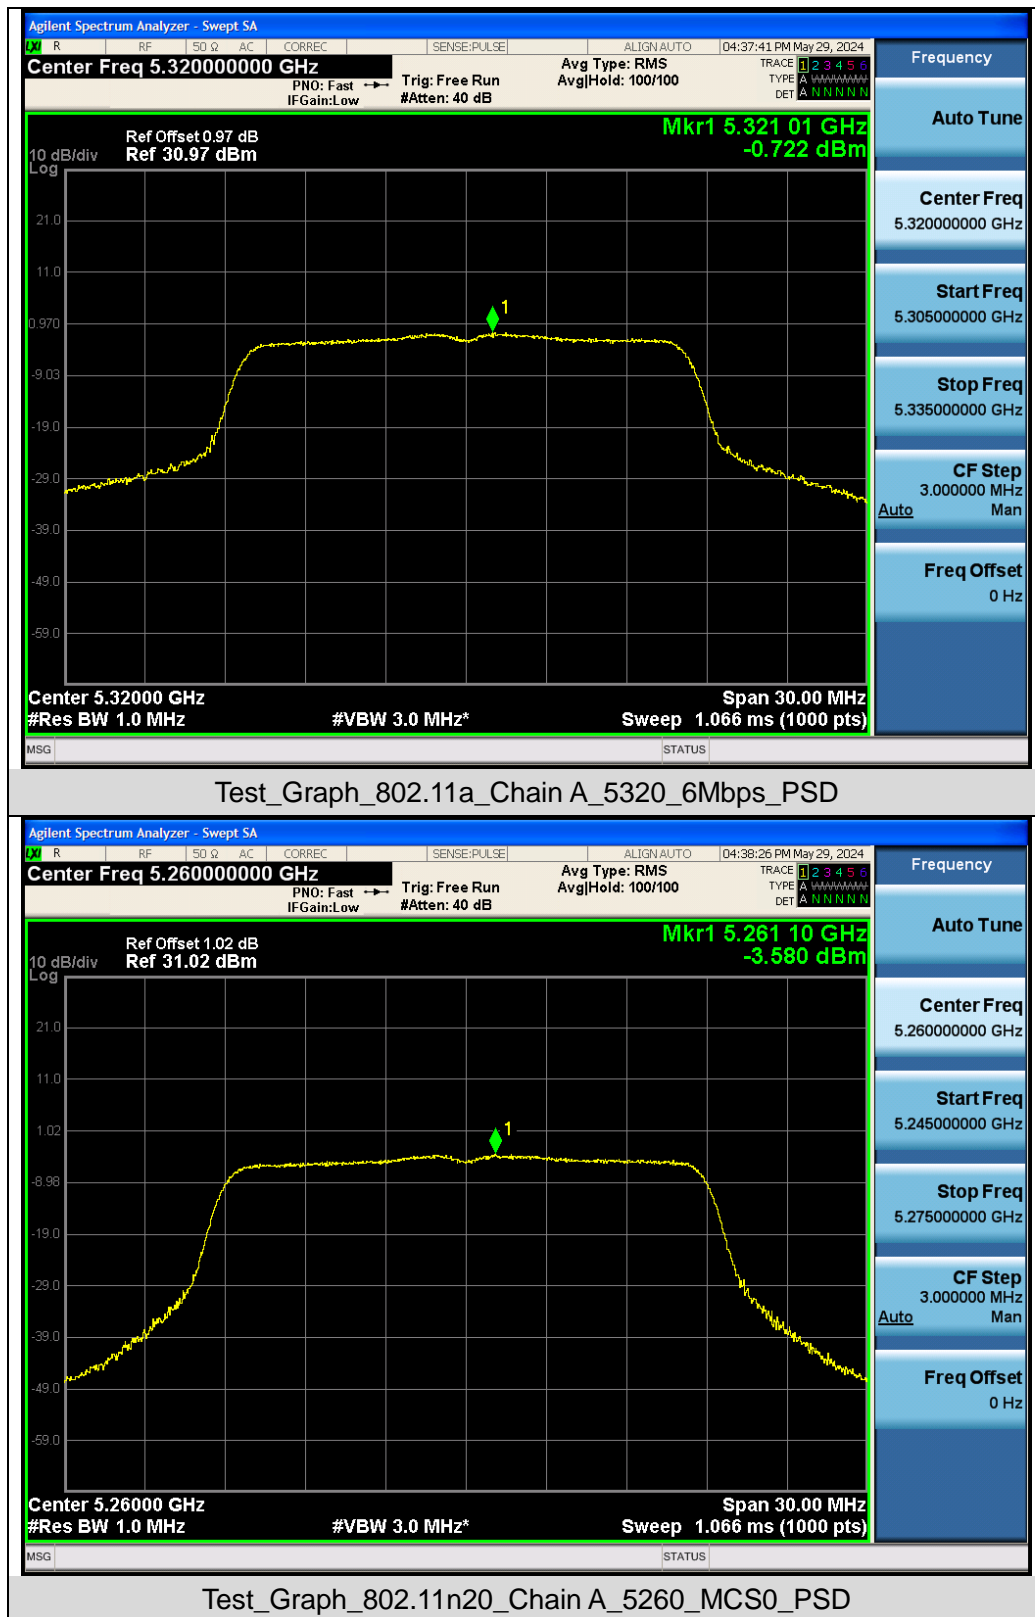 Agilent Spectrum Analyzer - Swept SA
LXI R RF 50 Ω AC CORREC SENSE:PULSE ALIGN AUTO 04:37:41 PM May 29, 2024
Center Freq 5.320000000 GHz
PNO: Fast
IFGain:Low
Trig: Free Run
#Atten: 40 dB
Avg Type: RMS
Avg|Hold: 100/100
TRACE 1 2 3 4 5 6
TYPE A WWWWW
DET A N N N N N
Frequency
Ref Offset 0.97 dB
10 dB/div Ref 30.97 dBm
Log
Mkr1 5.321 01 GHz
-0.722 dBm
1
21.0
11.0
0.970
-9.03
-19.0
-29.0
-39.0
-49.0
-59.0
Center 5.32000 GHz
Span 30.00 MHz
#Res BW 1.0 MHz
#VBW 3.0 MHz*
Sweep 1.066 ms (1000 pts)
MSG
STATUS
Auto Tune
Center Freq
5.320000000 GHz
Start Freq
5.305000000 GHz
Stop Freq
5.335000000 GHz
CF Step
3.000000 MHz
Auto Man
Freq Offset
0 Hz
Test_Graph_802.11a_Chain A_5320_6Mbps_PSD
Agilent Spectrum Analyzer - Swept SA
LXI R RF 50 Ω AC CORREC SENSE:PULSE ALIGN AUTO 04:38:26 PM May 29, 2024
Center Freq 5.260000000 GHz
PNO: Fast
IFGain:Low
Trig: Free Run
#Atten: 40 dB
Avg Type: RMS
Avg|Hold: 100/100
TRACE 1 2 3 4 5 6
TYPE A WWWWW
DET A N N N N N
Frequency
Ref Offset 1.02 dB
10 dB/div Ref 31.02 dBm
Log
Mkr1 5.261 10 GHz
-3.580 dBm
1
21.0
11.0
1.02
-8.98
-19.0
-29.0
-39.0
-49.0
-59.0
Center 5.26000 GHz
Span 30.00 MHz
#Res BW 1.0 MHz
#VBW 3.0 MHz*
Sweep 1.066 ms (1000 pts)
MSG
STATUS
Auto Tune
Center Freq
5.260000000 GHz
Start Freq
5.245000000 GHz
Stop Freq
5.275000000 GHz
CF Step
3.000000 MHz
Auto Man
Freq Offset
0 Hz
Test_Graph_802.11n20_Chain A_5260_MCS0_PSD